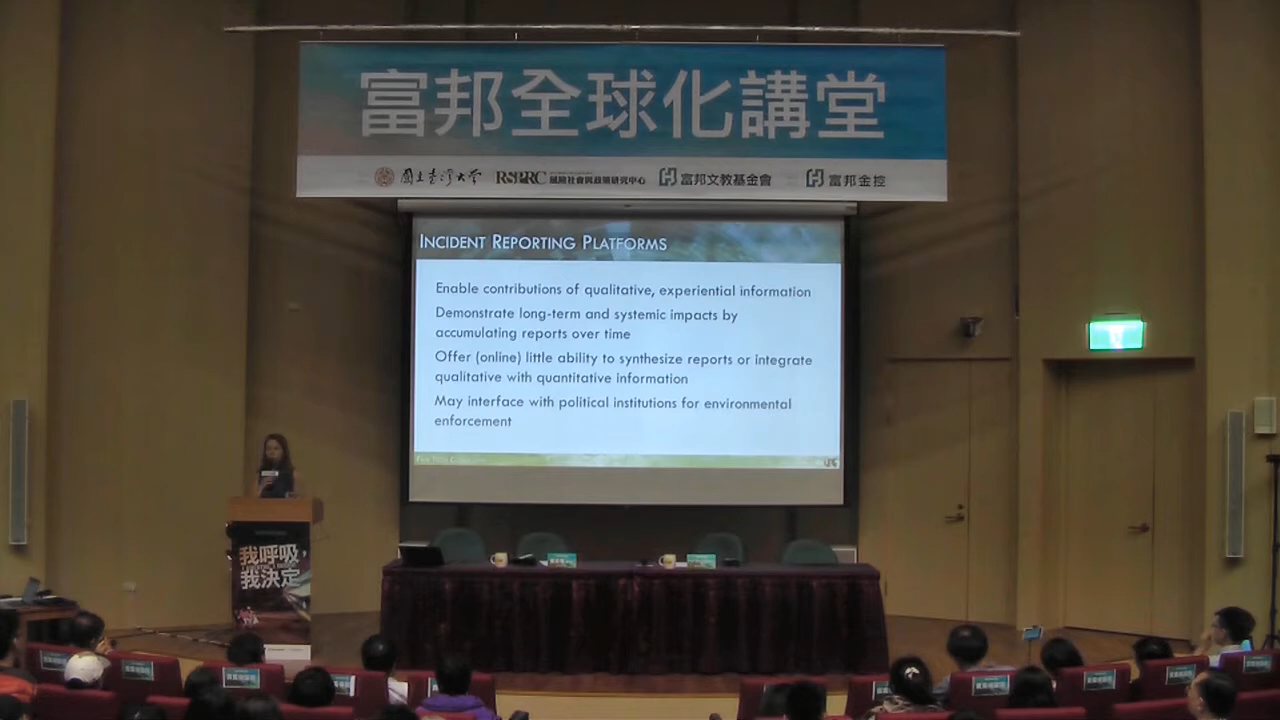 富邦全球化講堂
國立臺灣大學 RSPRC 風險社會與政策研究中心 富邦文教基金會 富邦金控
INCIDENT REPORTING PLATFORMS
Enable contributions of qualitative, experiential information
Demonstrate long-term and systemic impacts by
accumulating reports over time
Offer (online) little ability to synthesize reports or integrate
qualitative with quantitative information
May interface with political institutions for environmental
enforcement
我呼吸,
我決定